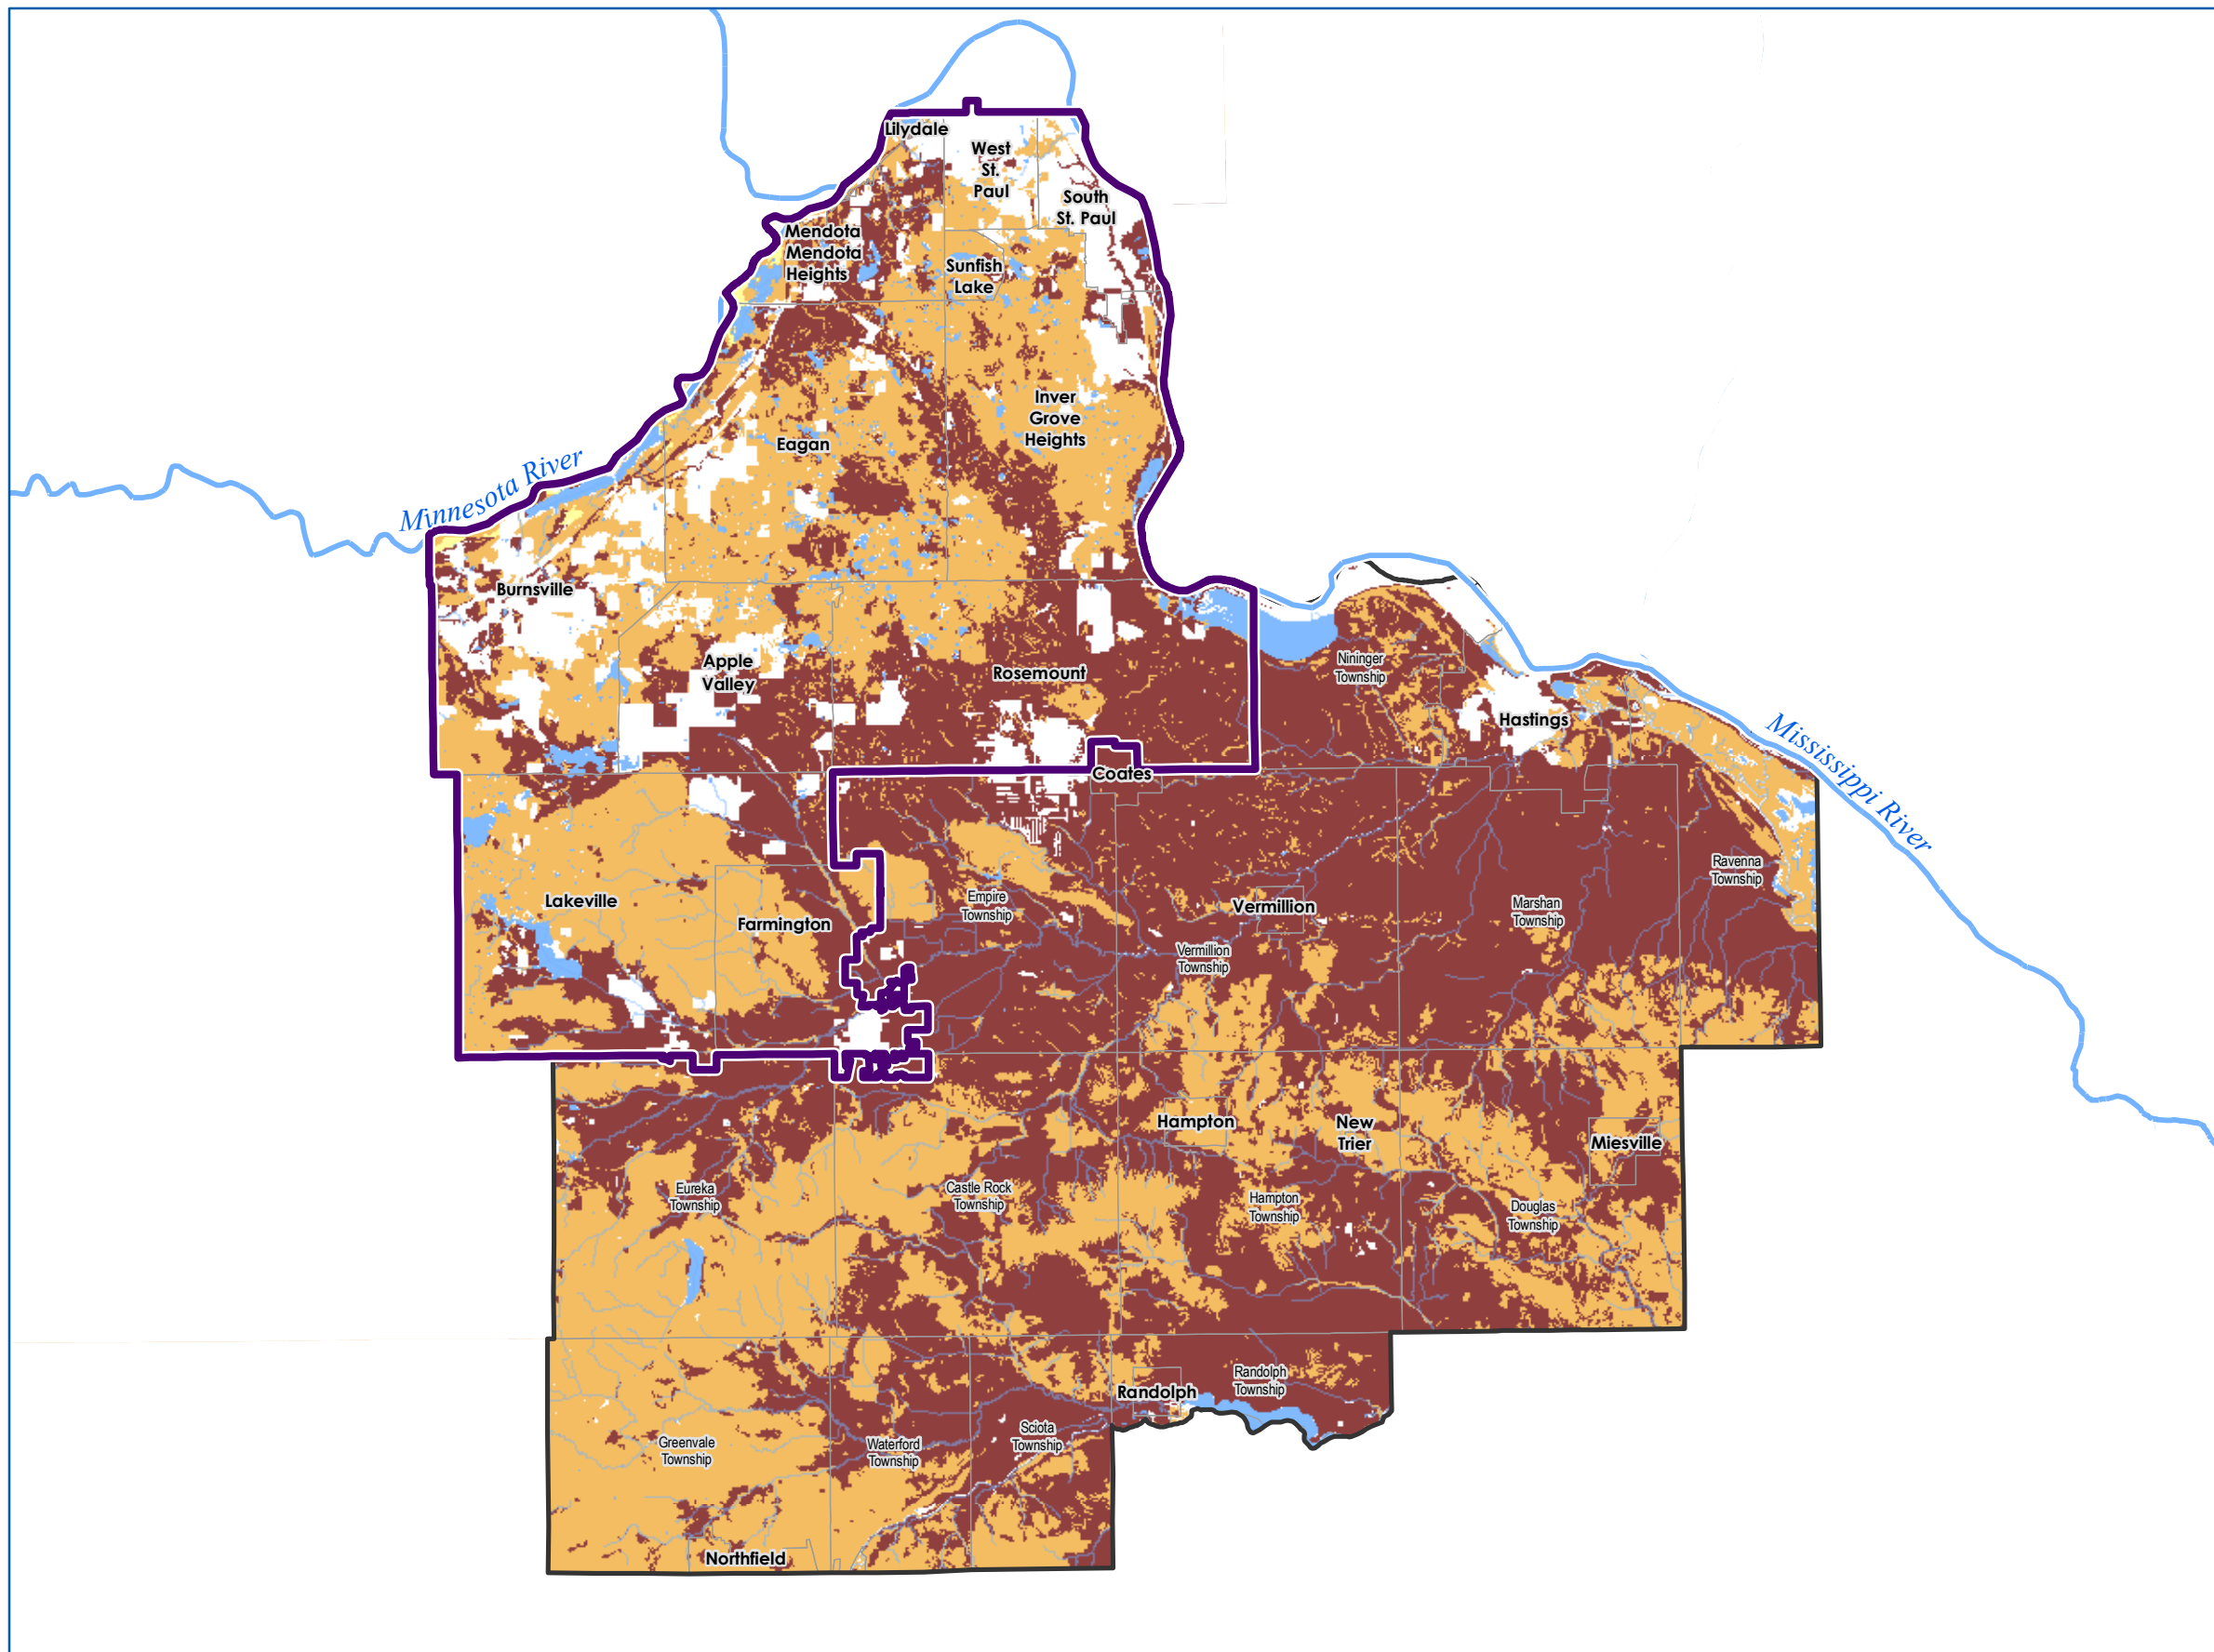 Lilydale
West
St.
Paul
South
St. Paul
Mendota
Mendota
Heights
Sunfish
Lake
Inver
Grove
Heights
Eagan
Minnesota River
Burnsville
Apple
Valley
Rosemount
Nininger
Township
Hastings
Mississippi River
Coates
Ravenna
Township
Lakeville
Farmington
Empire
Township
Vermillion
Marshan
Township
Vermillion
Township
Hampton
New
Trier
Miesville
Eureka
Township
Castle Rock
Township
Hampton
Township
Douglas
Township
Randolph
Randolph
Township
Greenvale
Township
Waterford
Township
Sciota
Township
Northfield